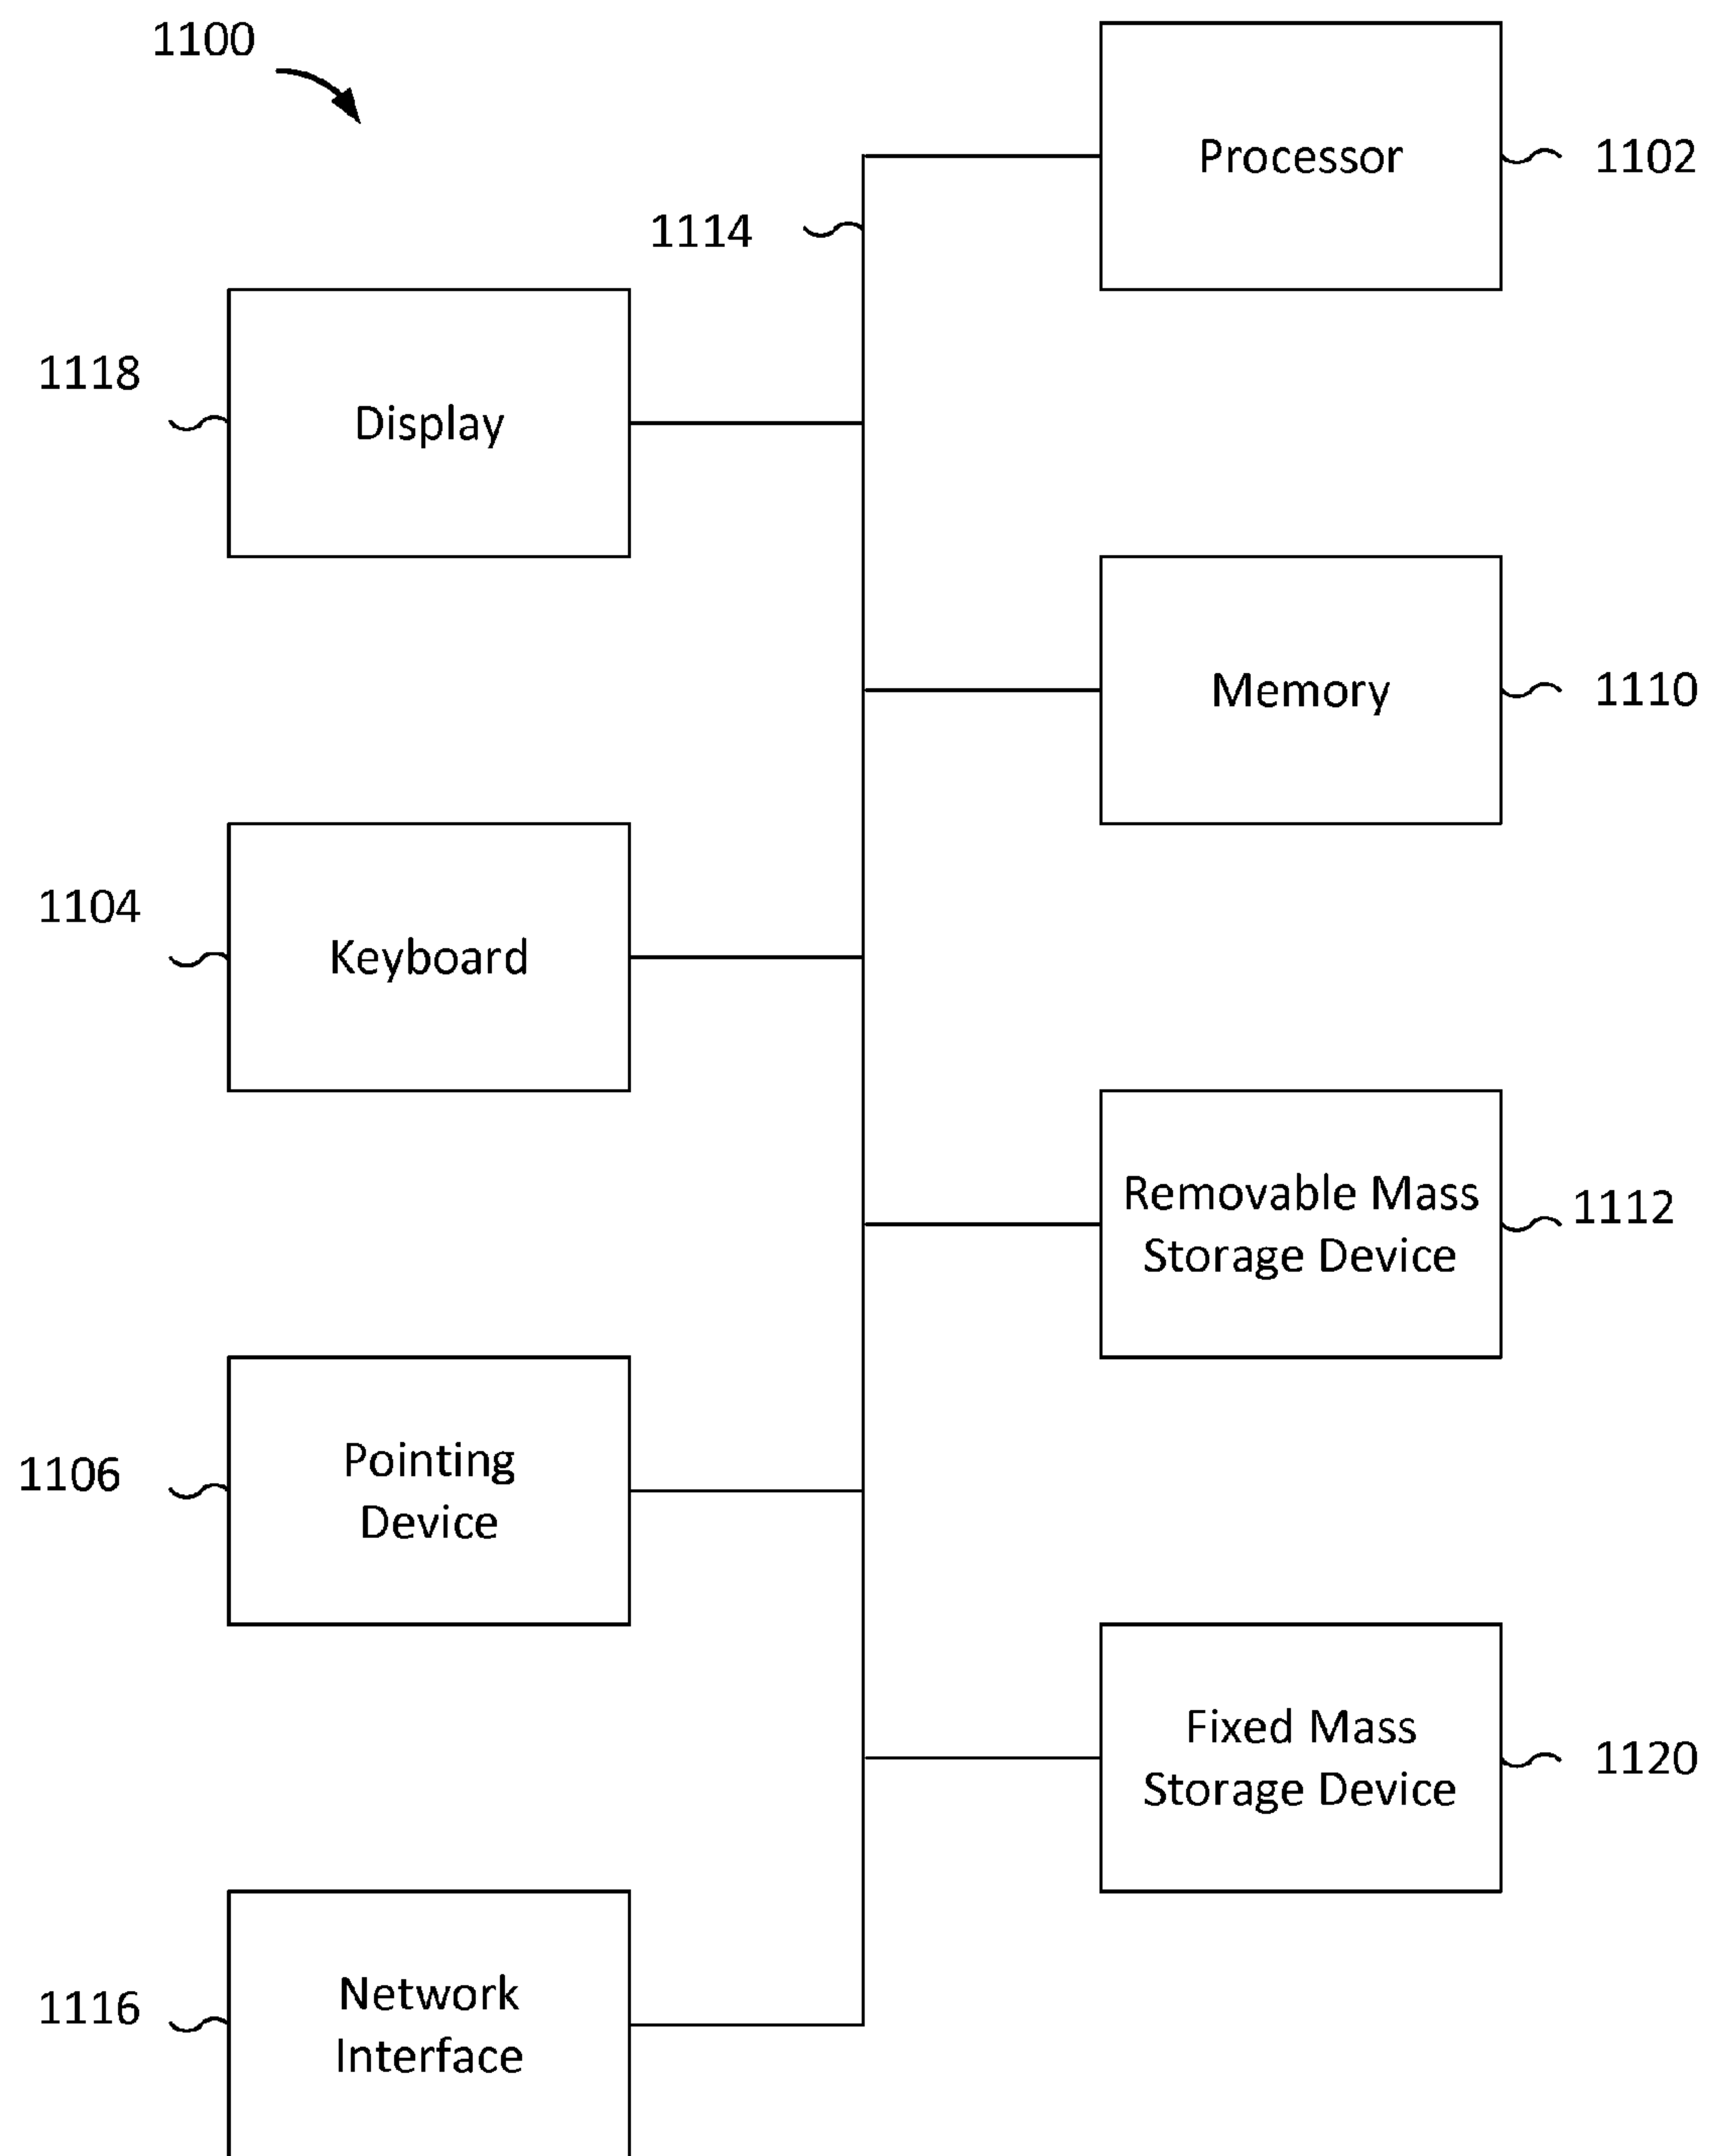 1100
Processor
1102
1114
1118
Display
Memory
1110
1104
Keyboard
Removable Mass
Storage Device
1112
1106
Pointing
Device
Fixed Mass
Storage Device
1120
1116
Network
Interface